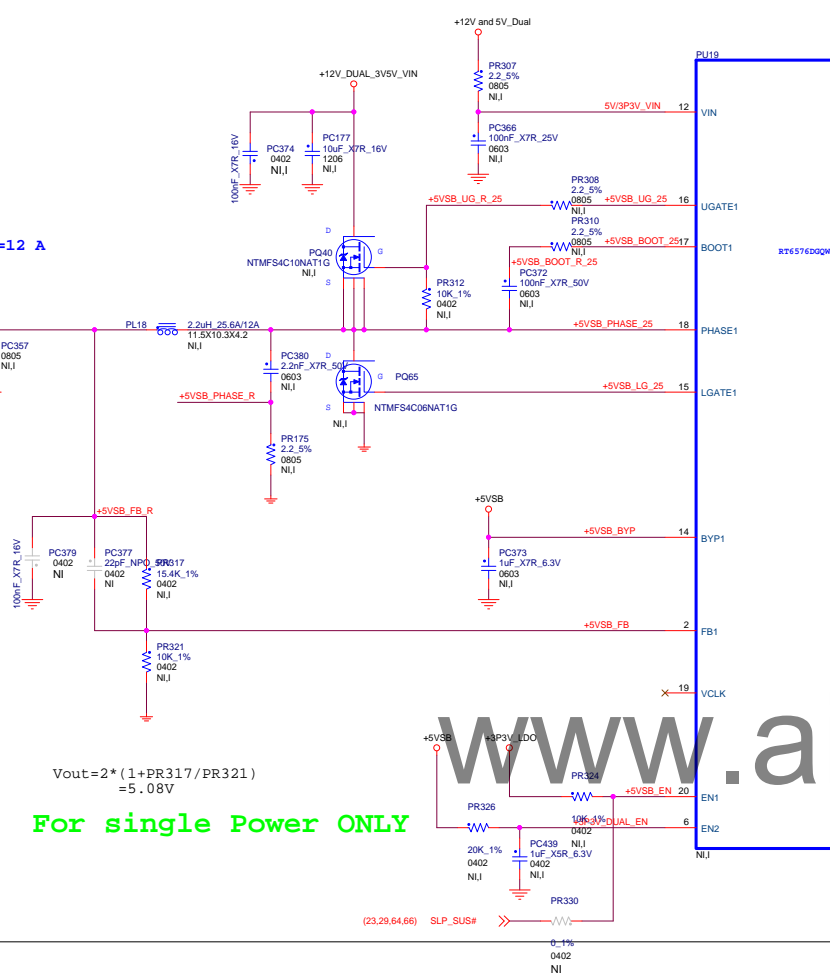 +12V and 5V_Dual
PU19
PR307
2.2_5%
0805
NI,I
+12V_DUAL_3V5V_VIN
5V/3P3V_VIN
12
VIN
100nF_X7R_16V
PC374
0402
NI,I
PC177
10uF_X7R_16V
1206
NI,I
PC366
100nF_X7R_25V
0603
NI,I
PR308
2.2_5%
0805
NI,I
+5VSB_UG_R_25
+5VSB_UG_25
16
UGATE1
PR310
2.2_5%
0805
NI,I
+5VSB_BOOT_25
17
BOOT1
RT6576DGQW
=12 A
D
G
S
PQ40
NTMFS4C10NAT1G
NI,I
+5VSB_BOOT_R_25
PC372
100nF_X7R_50V
0603
NI,I
PR312
10K_1%
0402
NI,I
PL18
2.2uH_25.6A/12A
11.5X10.3X4.2
NI,I
+5VSB_PHASE_25
18
PHASE1
PC357
0805
NI,I
PC380
2.2nF_X7R_50V
0603
NI,I
D
G
S
PQ65
NTMFS4C06NAT1G
NI,I
+5VSB_LG_25
15
LGATE1
+5VSB_PHASE_R
PR175
2.2_5%
0805
NI,I
+5VSB
+5VSB_BYP
14
BYP1
PC373
1uF_X7R_6.3V
0603
NI,I
+5VSB_FB_R
100nF_X7R_16V
PC379
0402
NI
PC377
22pF_NPO_50V
0402
NI
PR317
15.4K_1%
0402
NI,I
+5VSB_FB
2
FB1
PR321
10K_1%
0402
NI,I
19
VCLK
www.a
+5VSB
+3P3V_LDO
Vout=2*(1+PR317/PR321)
=5.08V
For single Power ONLY
PR324
10K_1%
0402
NI,I
+5VSB_EN
20
EN1
PR326
20K_1%
0402
NI,I
+3P3V_DUAL_EN
6
EN2
PC439
1uF_X5R_6.3V
0402
NI,I
NI,I
PR330
0_1%
0402
NI
(23,29,64,66)
SLP_SUS#